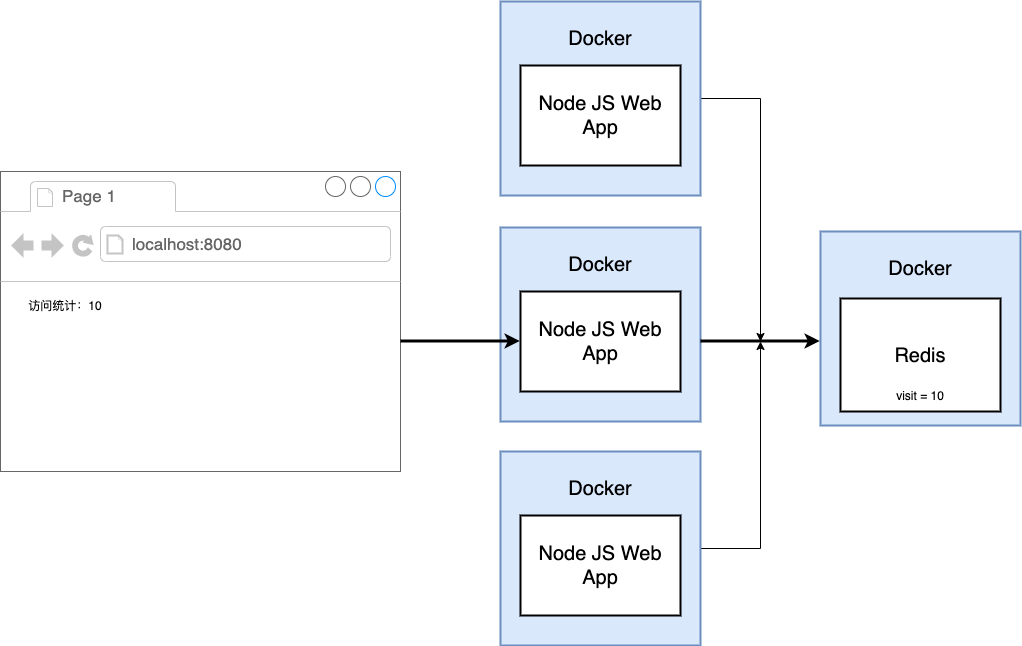 Page 1
localhost:8080
访问统计：10
Docker
Node JS Web
App
Docker
Node JS Web
App
Docker
Node JS Web
App
Docker
Redis
visit = 10